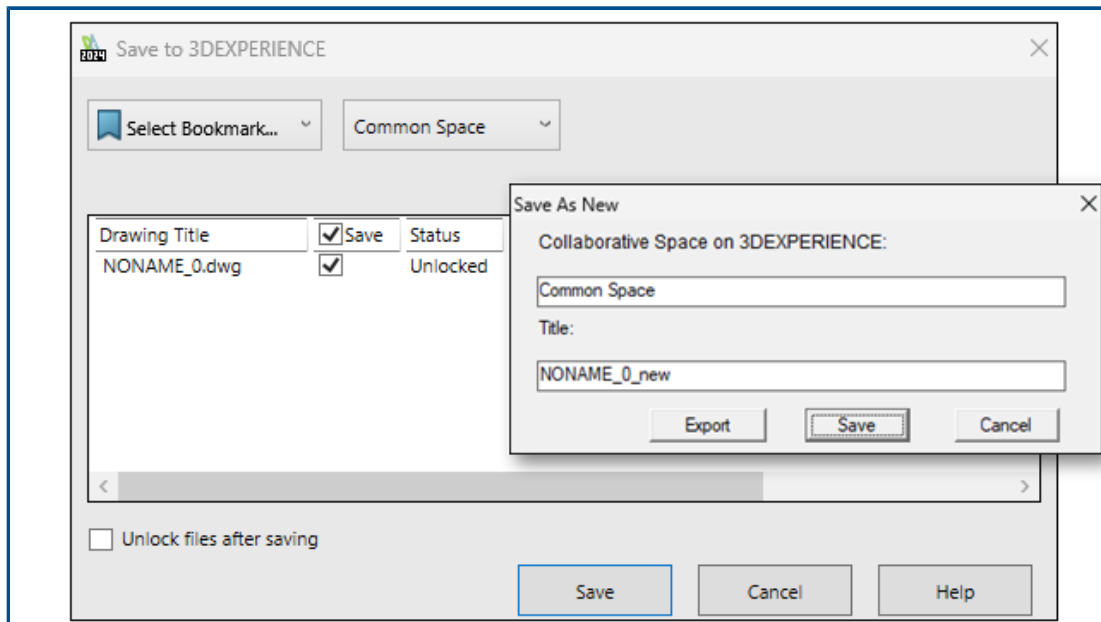 2024 Save to 3DEXPERIENCE
Select Bookmark... Common Space
Save As New
Collaborative Space on 3DEXPERIENCE:
Drawing Title Save Status
NONAME_0.dwg Unlocked
Common Space
Title:
NONAME_0_new
Export Save Cancel
Unlock files after saving
Save Cancel Help